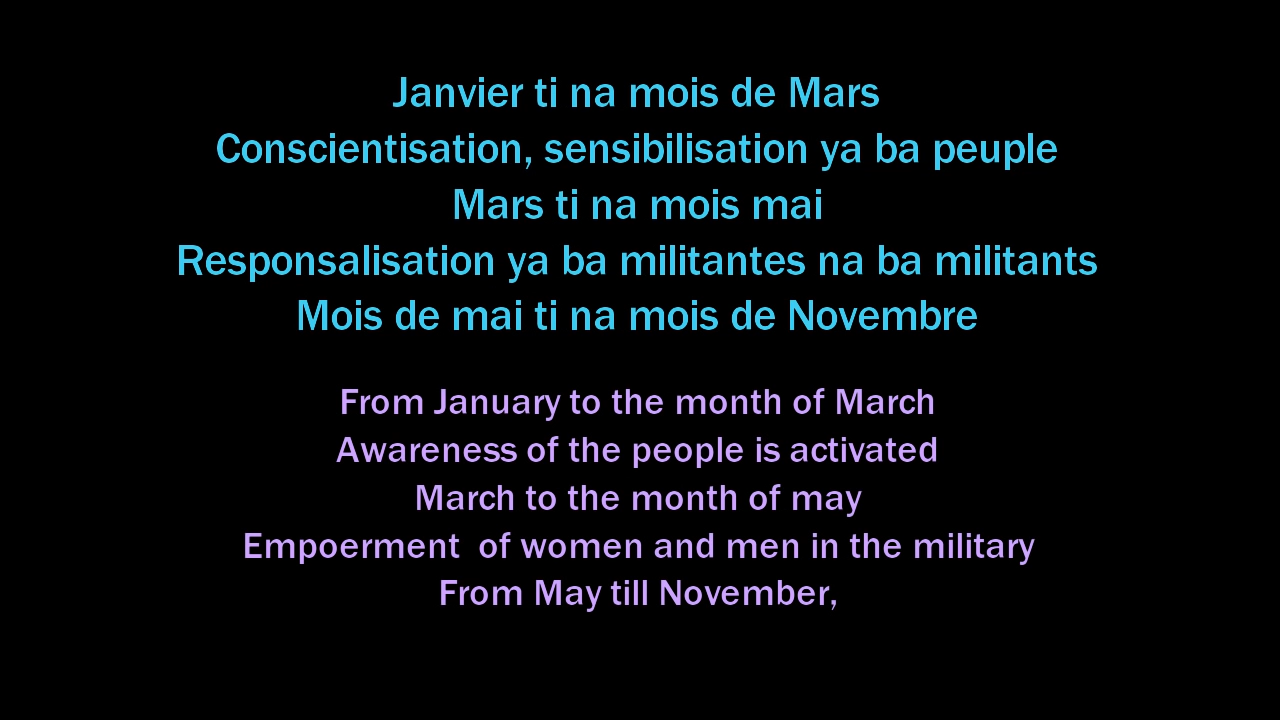 Janvier ti na mois de Mars
Conscientisation, sensibilisation ya ba peuple
Mars ti na mois mai
Responsalisation ya ba militantes na ba militants
Mois de mai ti na mois de Novembre
From January to the month of March
Awareness of the people is activated
March to the month of may
Empoerment  of women and men in the military
From May till November,